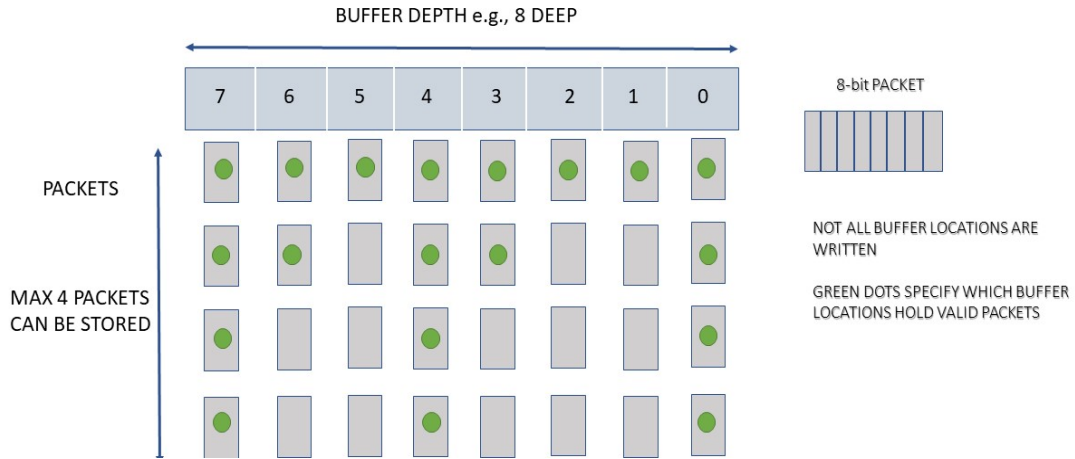 BUFFER DEPTH e.g., 8 DEEP
7 6 5 4 3 2 1 0
8-bit PACKET
PACKETS
MAX 4 PACKETS
CAN BE STORED
NOT ALL BUFFER LOCATIONS ARE
WRITTEN
GREEN DOTS SPECIFY WHICH BUFFER
LOCATIONS HOLD VALID PACKETS